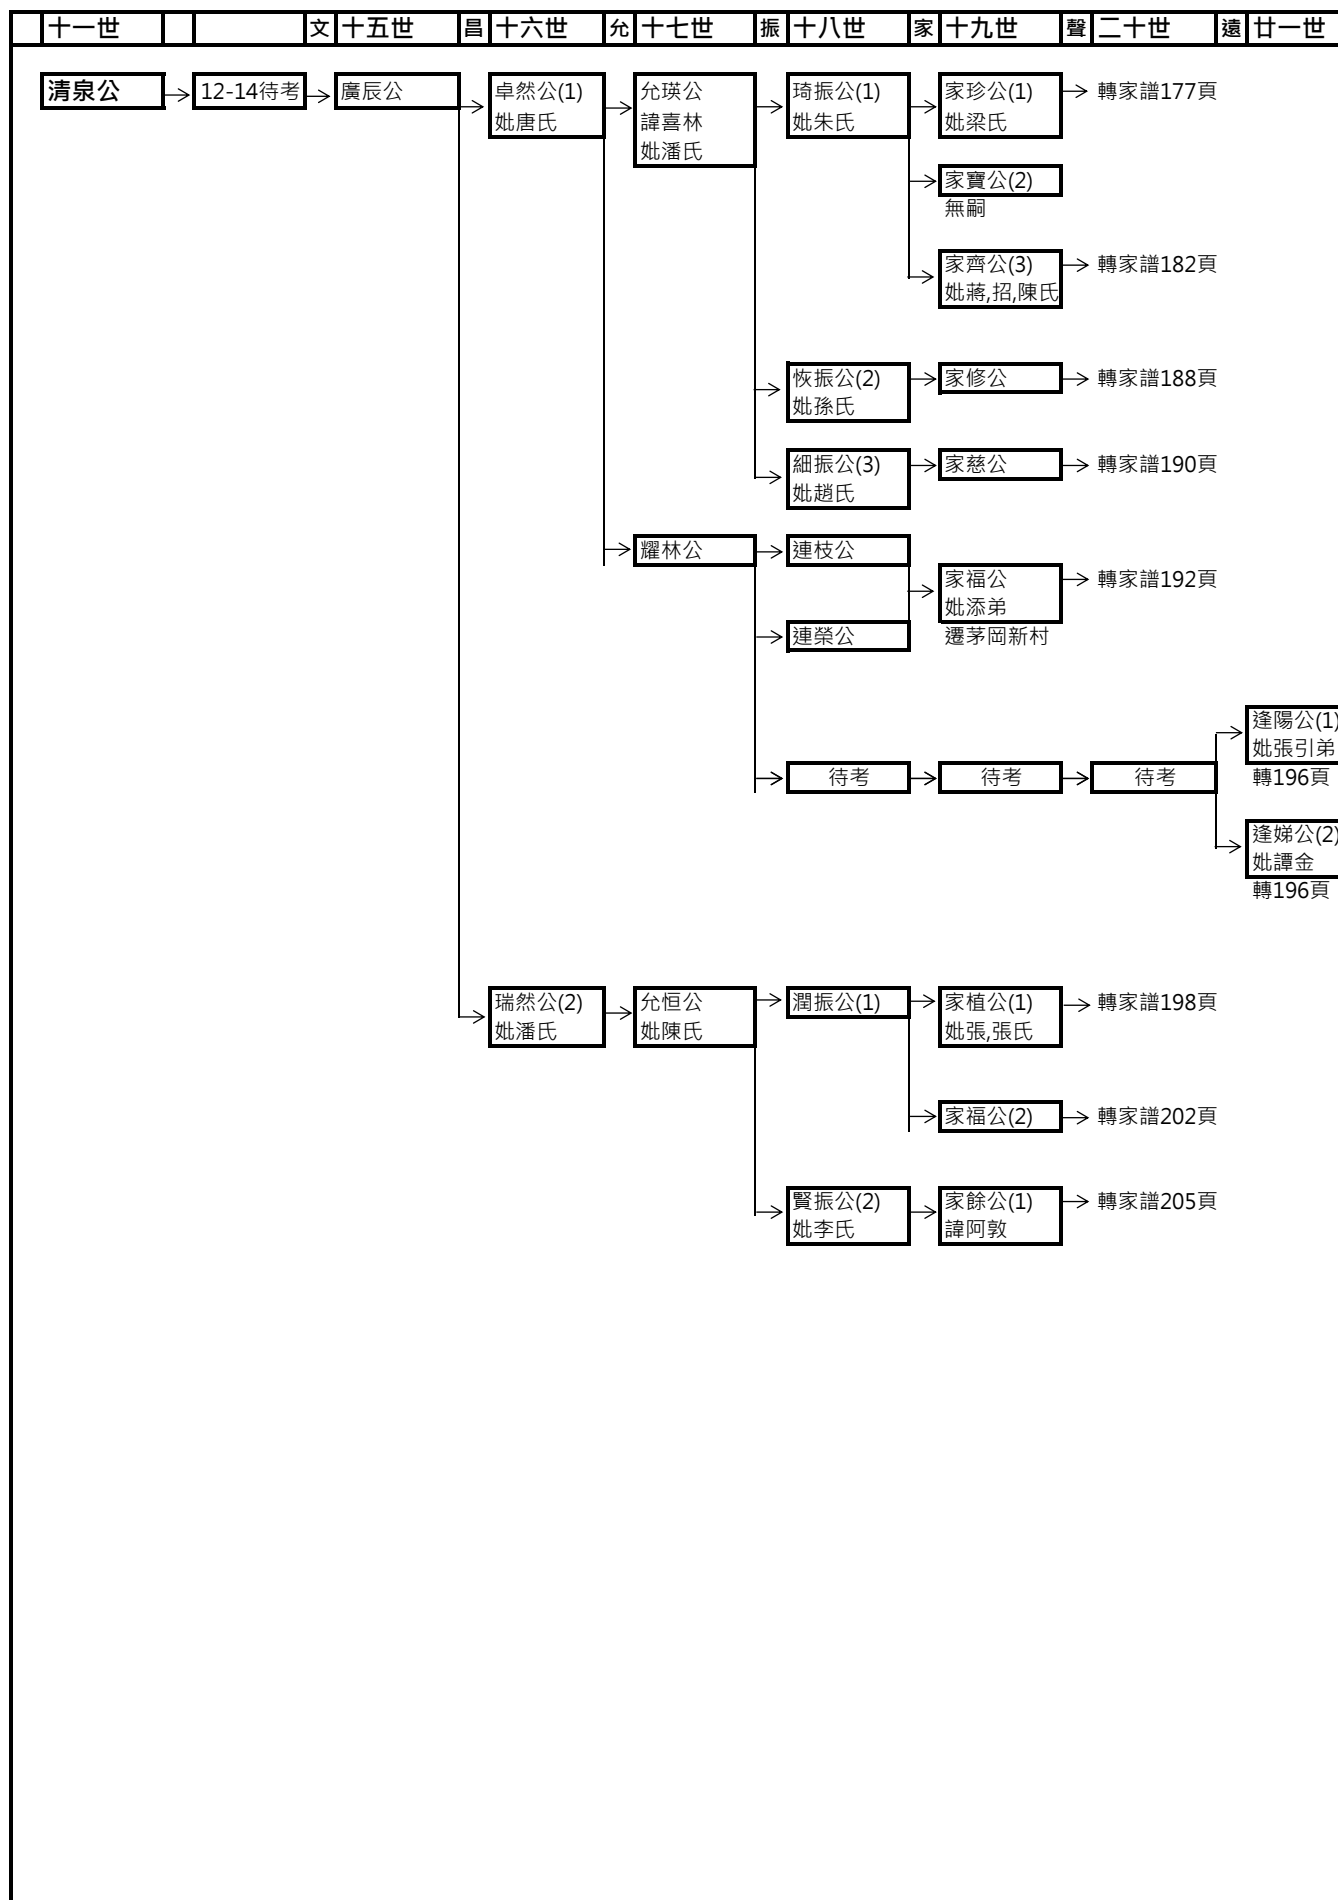 十一世 文 十五世 昌 十六世 允 十七世 振 十八世 家 十九世 聲 二十世 遠 廿一世
清泉公 12-14待考 廣辰公 卓然公(1) 允瑛公 琦振公(1) 家珍公(1) 轉家譜177頁
妣唐氏 諱喜林 妣朱氏 妣梁氏
妣潘氏
家寶公(2)
無嗣
家齊公(3) 轉家譜182頁
妣蔣,招,陳氏
恢振公(2) 家修公 轉家譜188頁
妣孫氏
細振公(3) 家慈公 轉家譜190頁
妣趙氏
耀林公 連枝公
家福公 轉家譜192頁
妣添弟
連榮公 遷茅岡新村
逢陽公(1)
妣張引弟
待考 待考 待考 轉196頁
逢娣公(2)
妣譚金
轉196頁
瑞然公(2) 允恒公 潤振公(1) 家植公(1) 轉家譜198頁
妣潘氏 妣陳氏 妣張,張氏
家福公(2) 轉家譜202頁
賢振公(2) 家餘公(1) 轉家譜205頁
妣李氏 諱阿敦